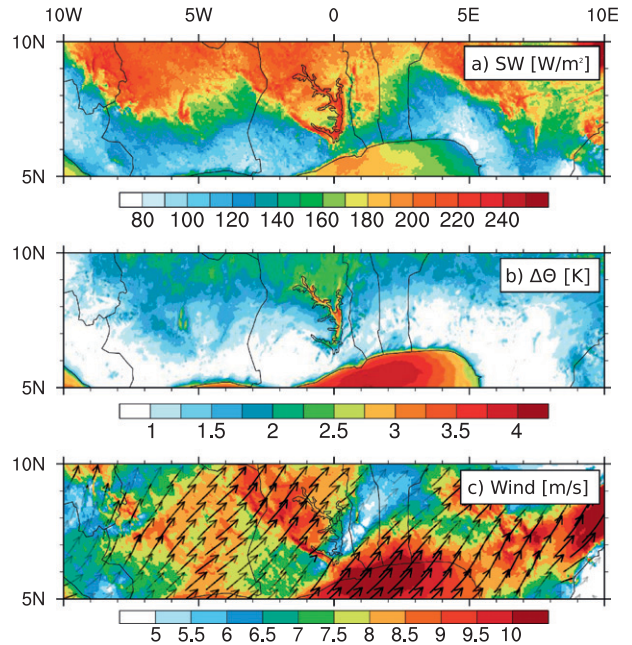 10W 5W 0 5E 10E
10N
a) SW [W/m²]
5N
80 100 120 140 160 180 200 220 240
10N
b) ΔΘ [K]
5N
1 1.5 2 2.5 3 3.5 4
10N
c) Wind [m/s]
5N
5 5.5 6 6.5 7 7.5 8 8.5 9 9.5 10